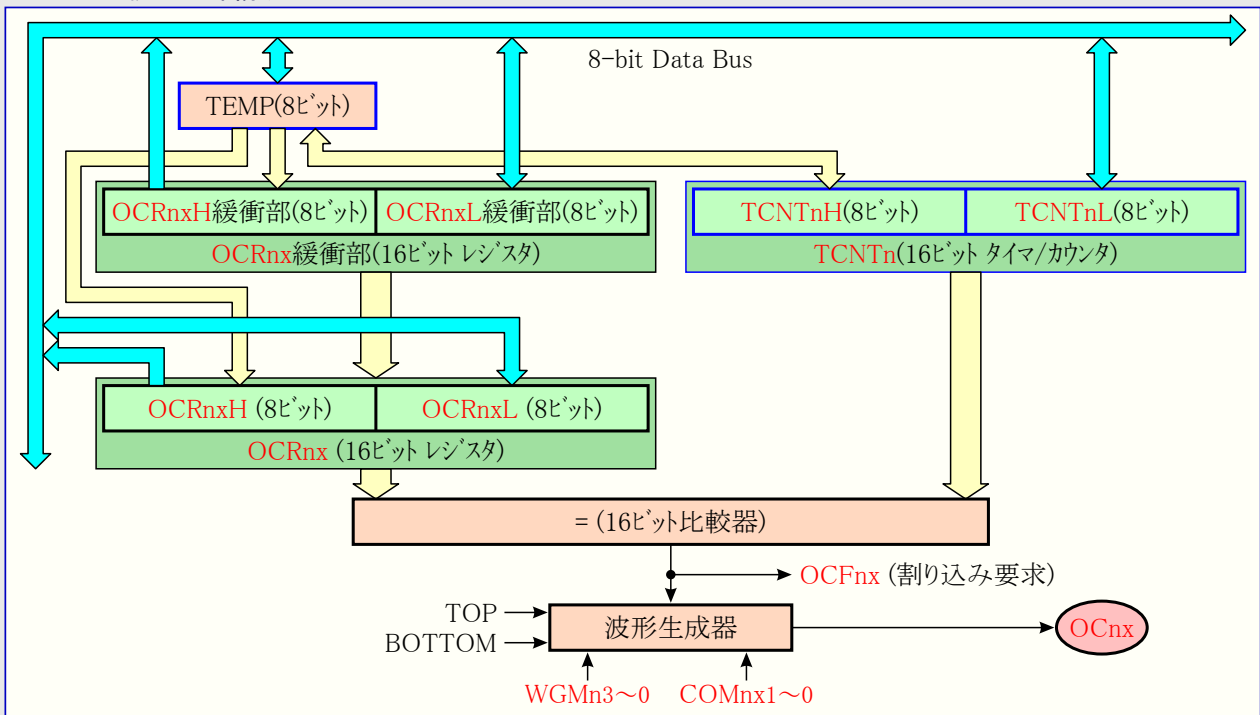 8-bit Data Bus
TEMP(8ﾋﾞｯﾄ)
OCRnxH緩衝部(8ﾋﾞｯﾄ) OCRnxL緩衝部(8ﾋﾞｯﾄ)
OCRnx緩衝部(16ﾋﾞｯﾄ ﾚｼﾞｽﾀ)
TCNTnH(8ﾋﾞｯﾄ) TCNTnL(8ﾋﾞｯﾄ)
TCNTn(16ﾋﾞｯﾄ ﾀｲﾏ/ｶｳﾝﾀ)
OCRnxH (8ﾋﾞｯﾄ) OCRnxL (8ﾋﾞｯﾄ)
OCRnx (16ﾋﾞｯﾄ ﾚｼﾞｽﾀ)
= (16ﾋﾞｯﾄ比較器)
OCFnx (割り込み要求)
TOP
BOTTOM
波形生成器
OCnx
WGMn3～0 COMnx1～0